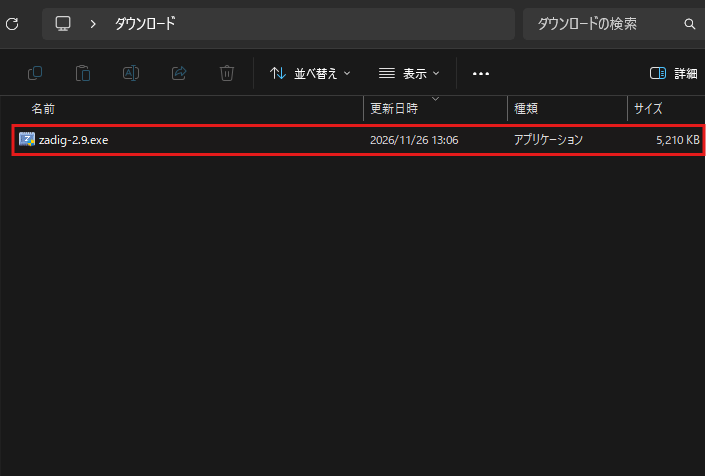 ダウンロード ダウンロードの検索
並べ替え 表示 ••• 詳細
名前 更新日時 種類 サイズ
zadig-2.9.exe 2026/11/26 13:06 アプリケーション 5,210 KB